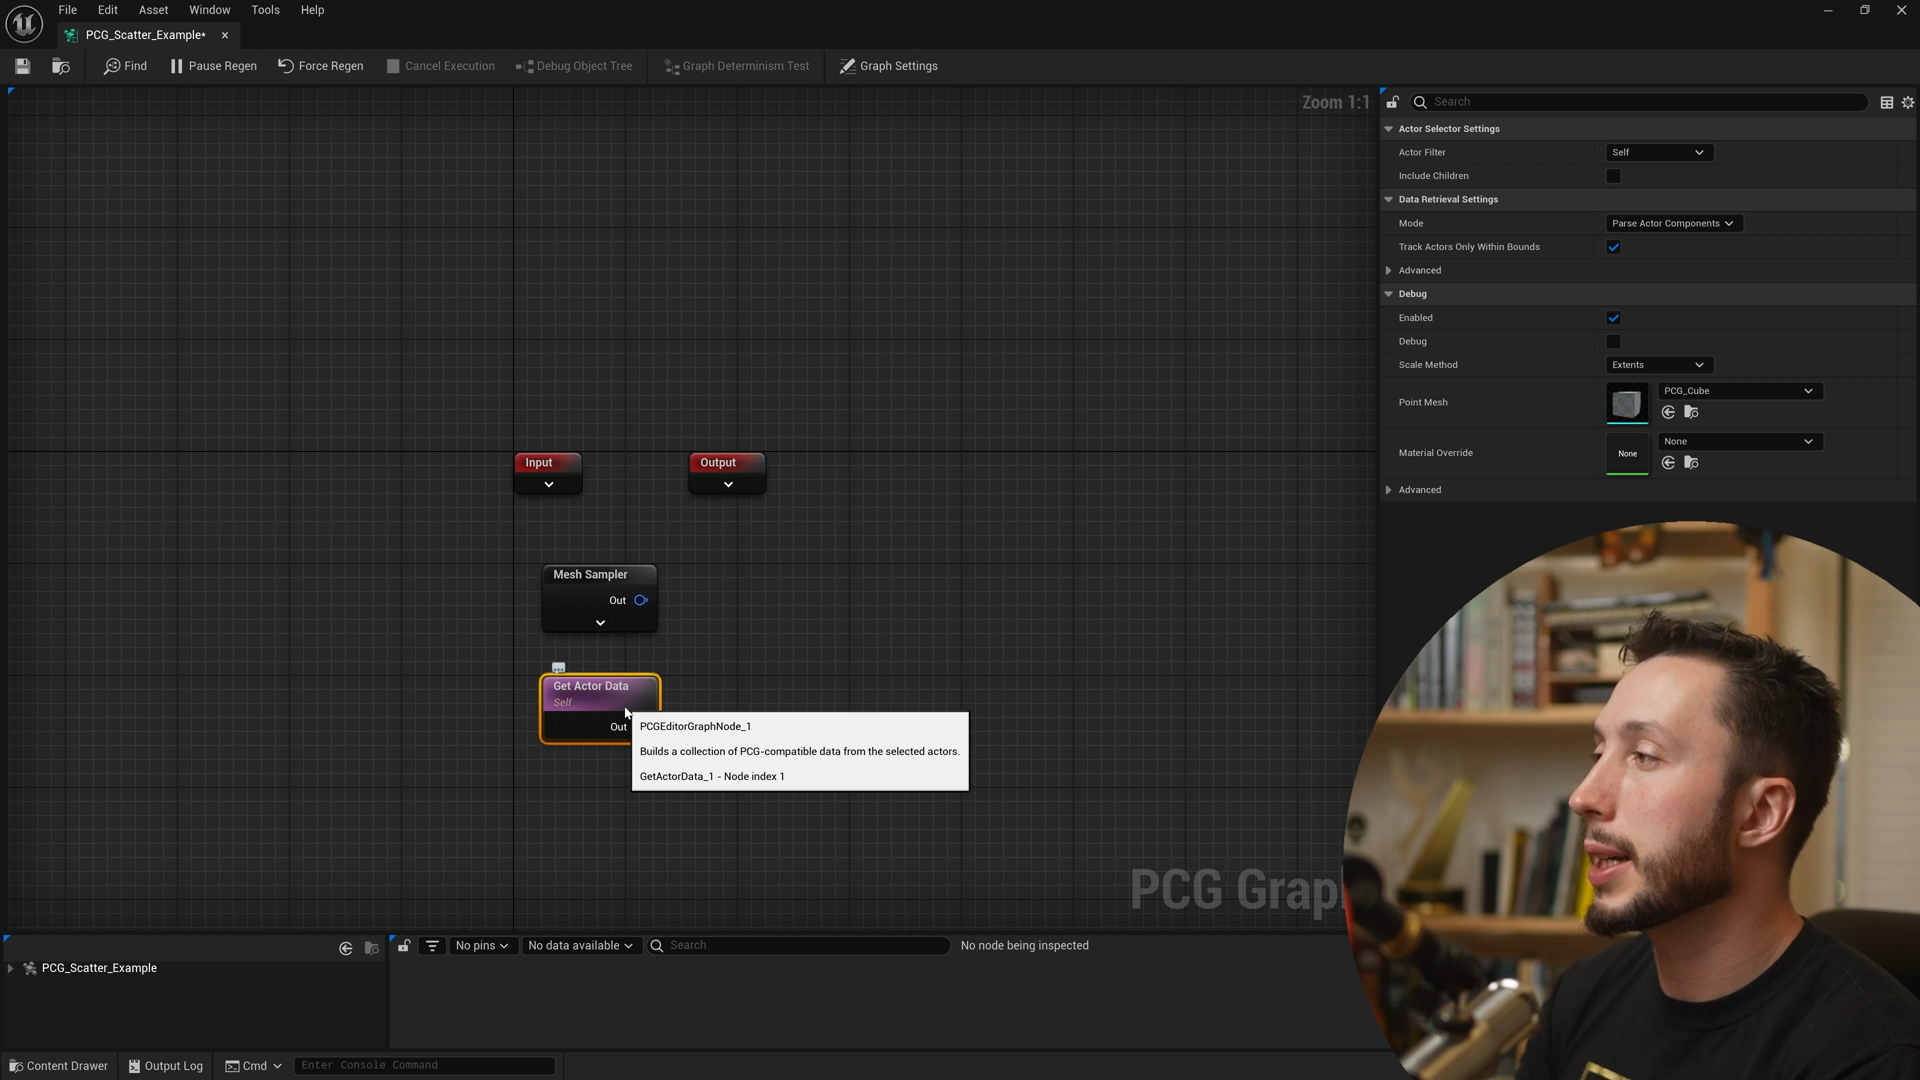 File Edit Asset Window Tools Help
PCG_Scatter_Example*
Find Pause Regen Force Regen Cancel Execution Debug Object Tree Graph Determinism Test Graph Settings
Zoom 1:1
Search
Actor Selector Settings
Actor Filter Self
Include Children
Data Retrieval Settings
Mode Parse Actor Components
Track Actors Only Within Bounds
Advanced
Debug
Enabled
Debug
Scale Method Extents
Point Mesh PCG_Cube
Material Override None None
Advanced
Input
Output
Mesh Sampler
Out
Get Actor Data
Self
Out
PCGEditorGraphNode_1
Builds a collection of PCG-compatible data from the selected actors.
GetActorData_1 - Node index 1
PCG Grap
PCG_Scatter_Example
No pins No data available Search No node being inspected
Content Drawer Output Log Cmd Enter Console Command